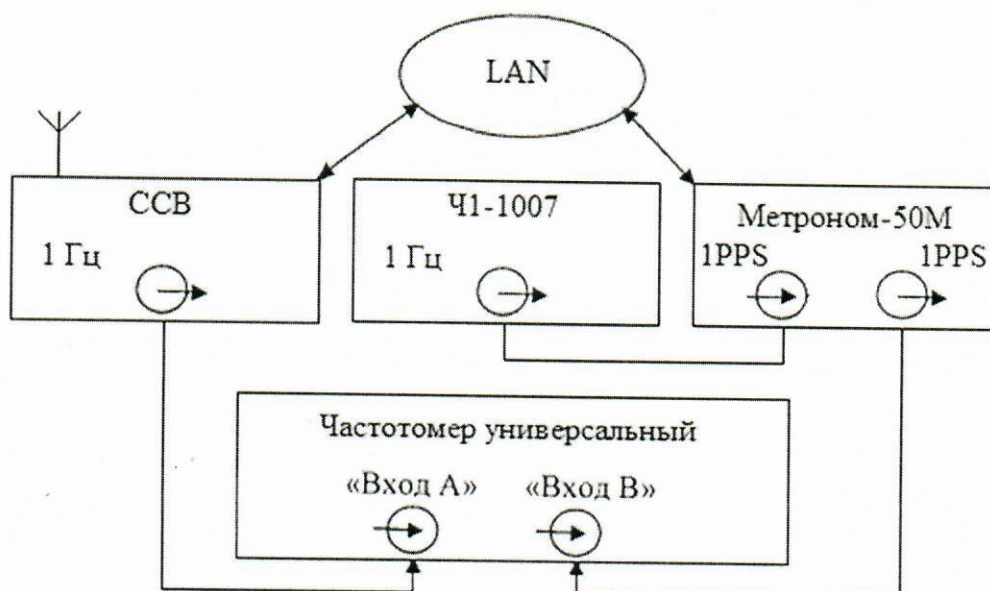 LAN
ССВ
1 Гц
Ч1-1007
1 Гц
Метроном-50М
1PPS
1PPS
Частотомер универсальный
«Вход А»
«Вход В»